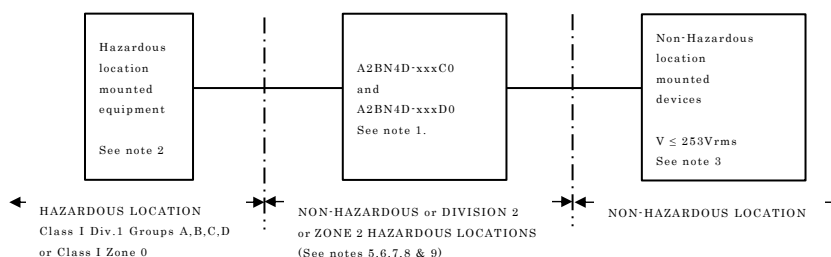 Hazardous
location
mounted
equipment
See note 2
A2BN4D-xxxC0
and
A2BN4D-xxxD0
See note 1.
Non-Hazardous
location
mounted
devices
V ≤ 253Vrms
See note 3
HAZARDOUS LOCATION
Class I Div.1 Groups A,B,C,D
or Class I Zone 0
NON-HAZARDOUS or DIVISION 2
or ZONE 2 HAZARDOUS LOCATIONS
(See notes 5,6,7,8 & 9)
NON-HAZARDOUS LOCATION